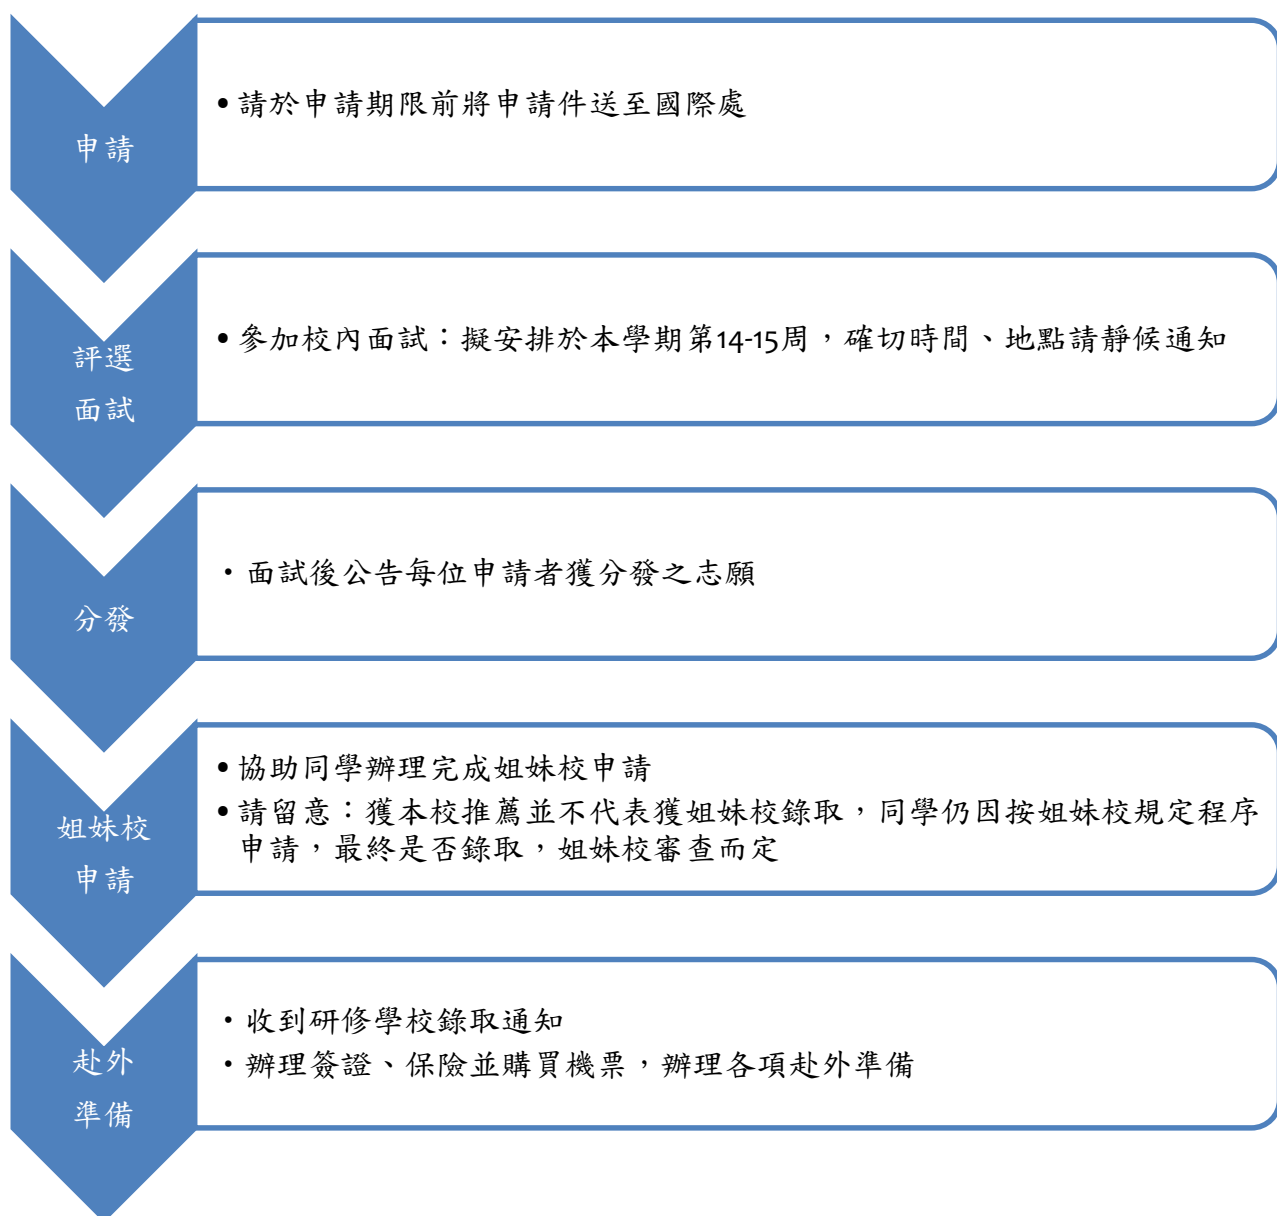 申請
•請於申請期限前將申請件送至國際處
評選
面試
•參加校內面試：擬安排於本學期第14-15周，確切時間、地點請靜候通知
分發
•面試後公告每位申請者獲分發之志願
姐妹校
申請
•協助同學辦理完成姐妹校申請
•請留意：獲本校推薦並不代表獲姐妹校錄取，同學仍因按姐妹校規定程序
申請，最終是否錄取，姐妹校審查而定
赴外
準備
•收到研修學校錄取通知
•辦理簽證、保險並購買機票，辦理各項赴外準備